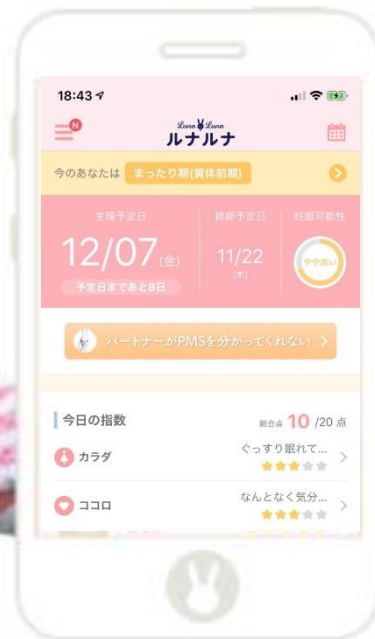 18:43
N
Luna Luna
ルナルナ
今のあなたは まったり期(黄体前期)
生理予定日
12/07(金)
予定日まであと8日
排卵予定日
11/22
(木)
妊娠可能性
やや高い
パートナーがPMSを分かってくれない
今日の指数
総合点 10 /20 点
カラダ
ぐっすり眠れて...
ココロ
なんとなく気分...